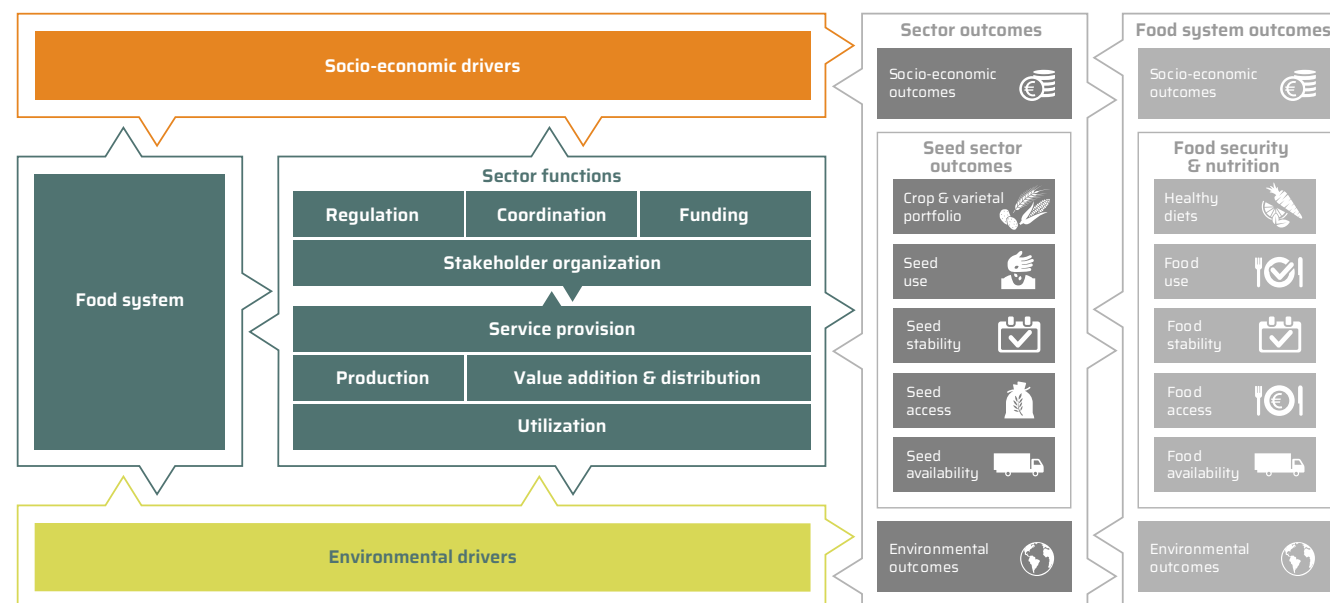 Socio-economic drivers
Food system
Sector functions
Regulation
Coordination
Funding
Stakeholder organization
Service provision
Production
Value addition & distribution
Utilization
Environmental drivers
Sector outcomes
Socio-economic
outcomes
Seed sector
outcomes
Crop & varietal
portfolio
Seed
use
Seed
stability
Seed
access
Seed
availability
Environmental
outcomes
Food system outcomes
Socio-economic
outcomes
Food security
& nutrition
Healthy
diets
Food
use
Food
stability
Food
access
Food
availability
Environmental
outcomes